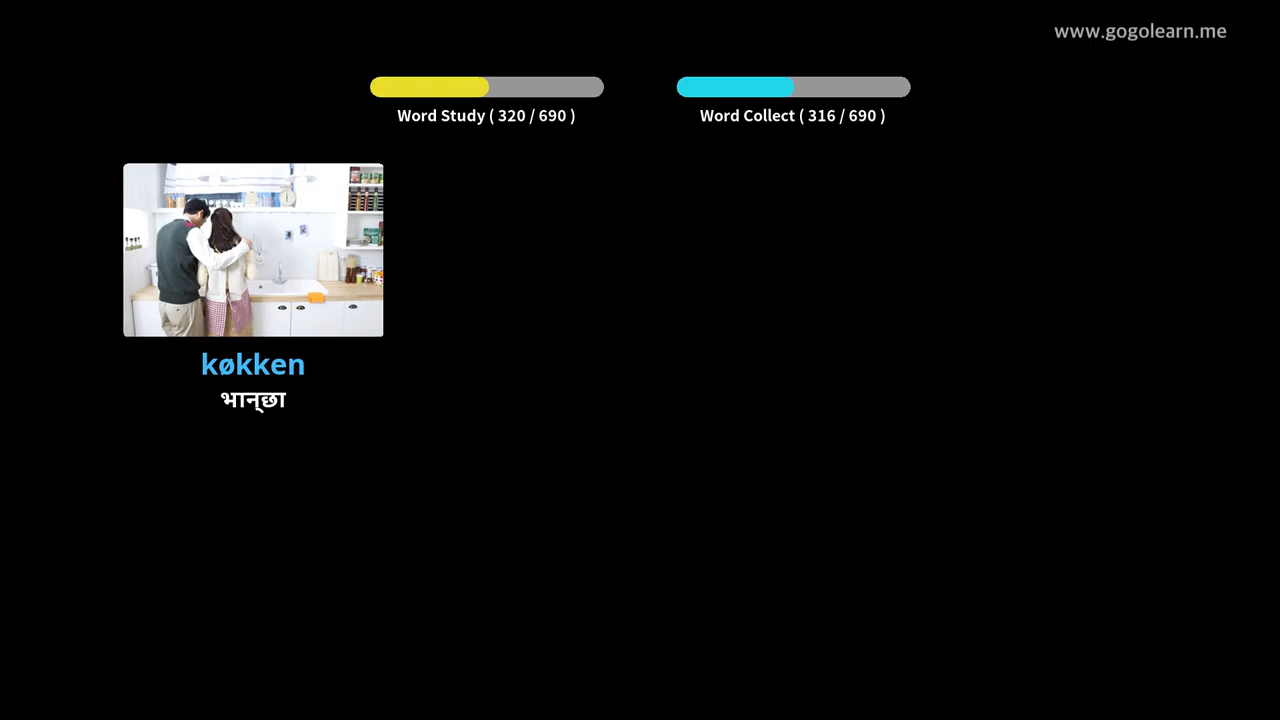 www.gogolearn.me
Word Study ( 320 / 690 )
Word Collect ( 316 / 690 )
køkken
भान्छा